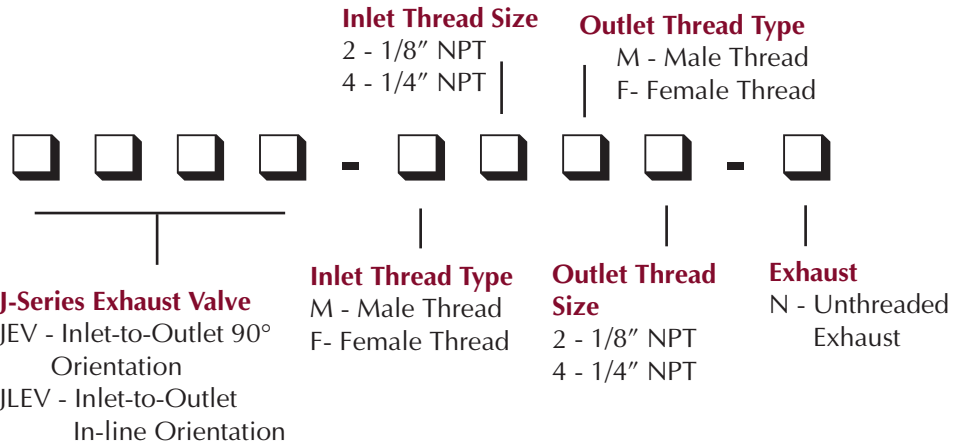 Inlet Thread Size
2 - 1/8″ NPT
4 - 1/4″ NPT
Outlet Thread Type
M - Male Thread
F- Female Thread
- -
J-Series Exhaust Valve
JEV - Inlet-to-Outlet 90°
Orientation
JLEV - Inlet-to-Outlet
In-line Orientation
Inlet Thread Type
M - Male Thread
F- Female Thread
Outlet Thread
Size
2 - 1/8″ NPT
4 - 1/4″ NPT
Exhaust
N - Unthreaded
Exhaust